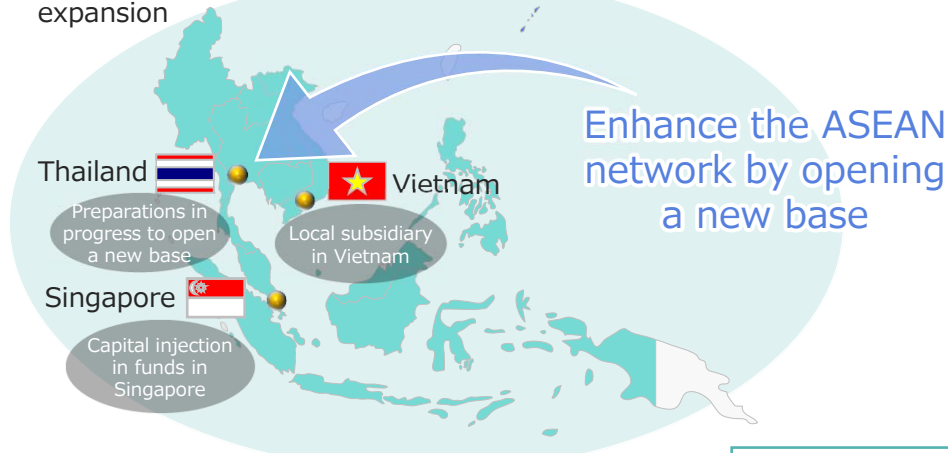 expansion
Enhance the ASEAN
network by opening
a new base
Thailand
Vietnam
Preparations in
progress to open
a new base
Local subsidiary
in Vietnam
Singapore
Capital injection
in funds in
Singapore